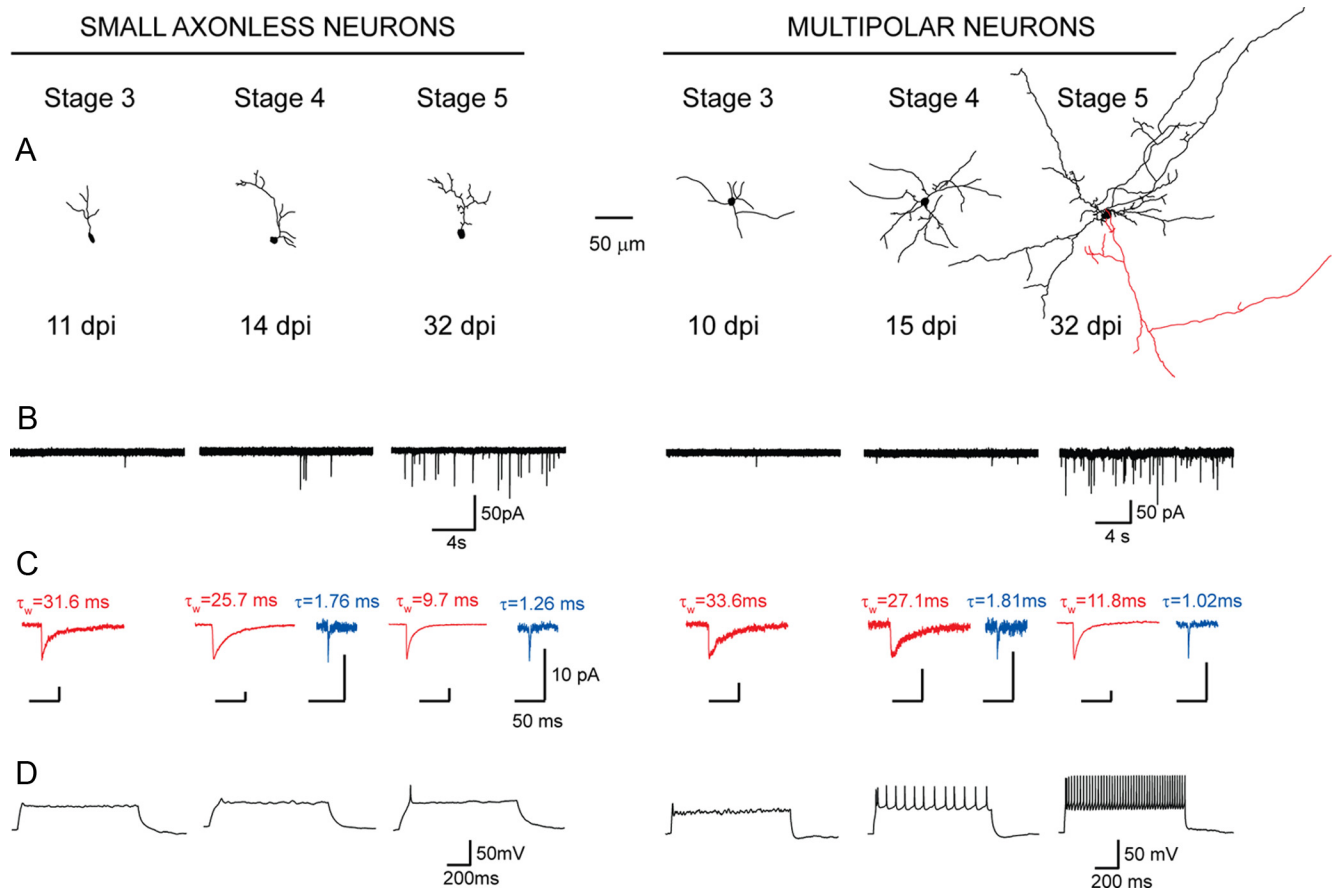 SMALL AXONLESS NEURONS
MULTIPOLAR NEURONS
Stage 3 Stage 4 Stage 5
Stage 3 Stage 4 Stage 5
A
50 μm
11 dpi 14 dpi 32 dpi
10 dpi 15 dpi 32 dpi
B
50pA
4s
50 pA
4 s
C
τw=31.6 ms τw=25.7 ms τ=1.76 ms τw=9.7 ms τ=1.26 ms
τw=33.6ms τw=27.1ms τ=1.81ms τw=11.8ms τ=1.02ms
10 pA
50 ms
D
50mV
200ms
50 mV
200 ms